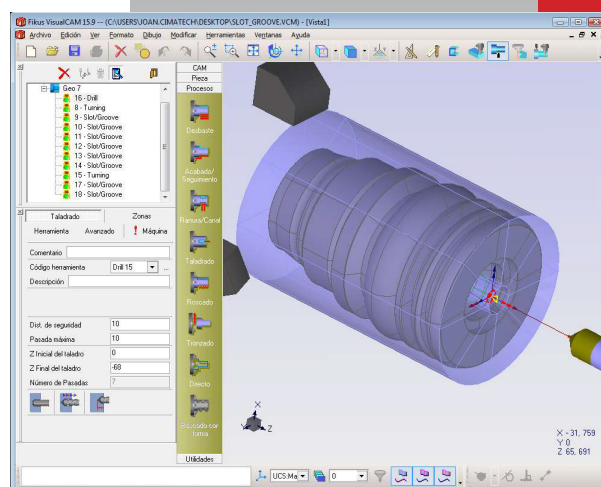 Fikus VisualCAM 15.9 -- (C:\USERS\JOAN.CIMATECH\DESKTOP\SLOT_GROOVE.VCM) - [Vista1]
Archivo Edición Ver Formato Dibujo Modificar Herramientas Ventanas Ayuda
CAM
Pieza
Procesos
Geo 7
16 - Drill
8 - Turning
9 - Slot/Groove
10 - Slot/Groove
11 - Slot/Groove
12 - Slot/Groove
13 - Slot/Groove
14 - Slot/Groove
15 - Turning
17 - Slot/Groove
18 - Slot/Groove
Desbaste
Acabado/
Seguimiento
Ranura/Canal
Taladrado
Roscado
Tronzado
Directo
forma
Utilidades
Taladrado Zonas
Herramienta Avanzado ! Máquina
Comentario
Código herramienta Drill 15 ...
Descripción
Dist. de seguridad 10
Pasada máxima 10
Z Inicial del taladro 0
Z Final del taladro -68
Número de Pasadas 7
X
Y
Z
X - 31, 759
Y 0
Z 65, 691
UCS:Ma 0